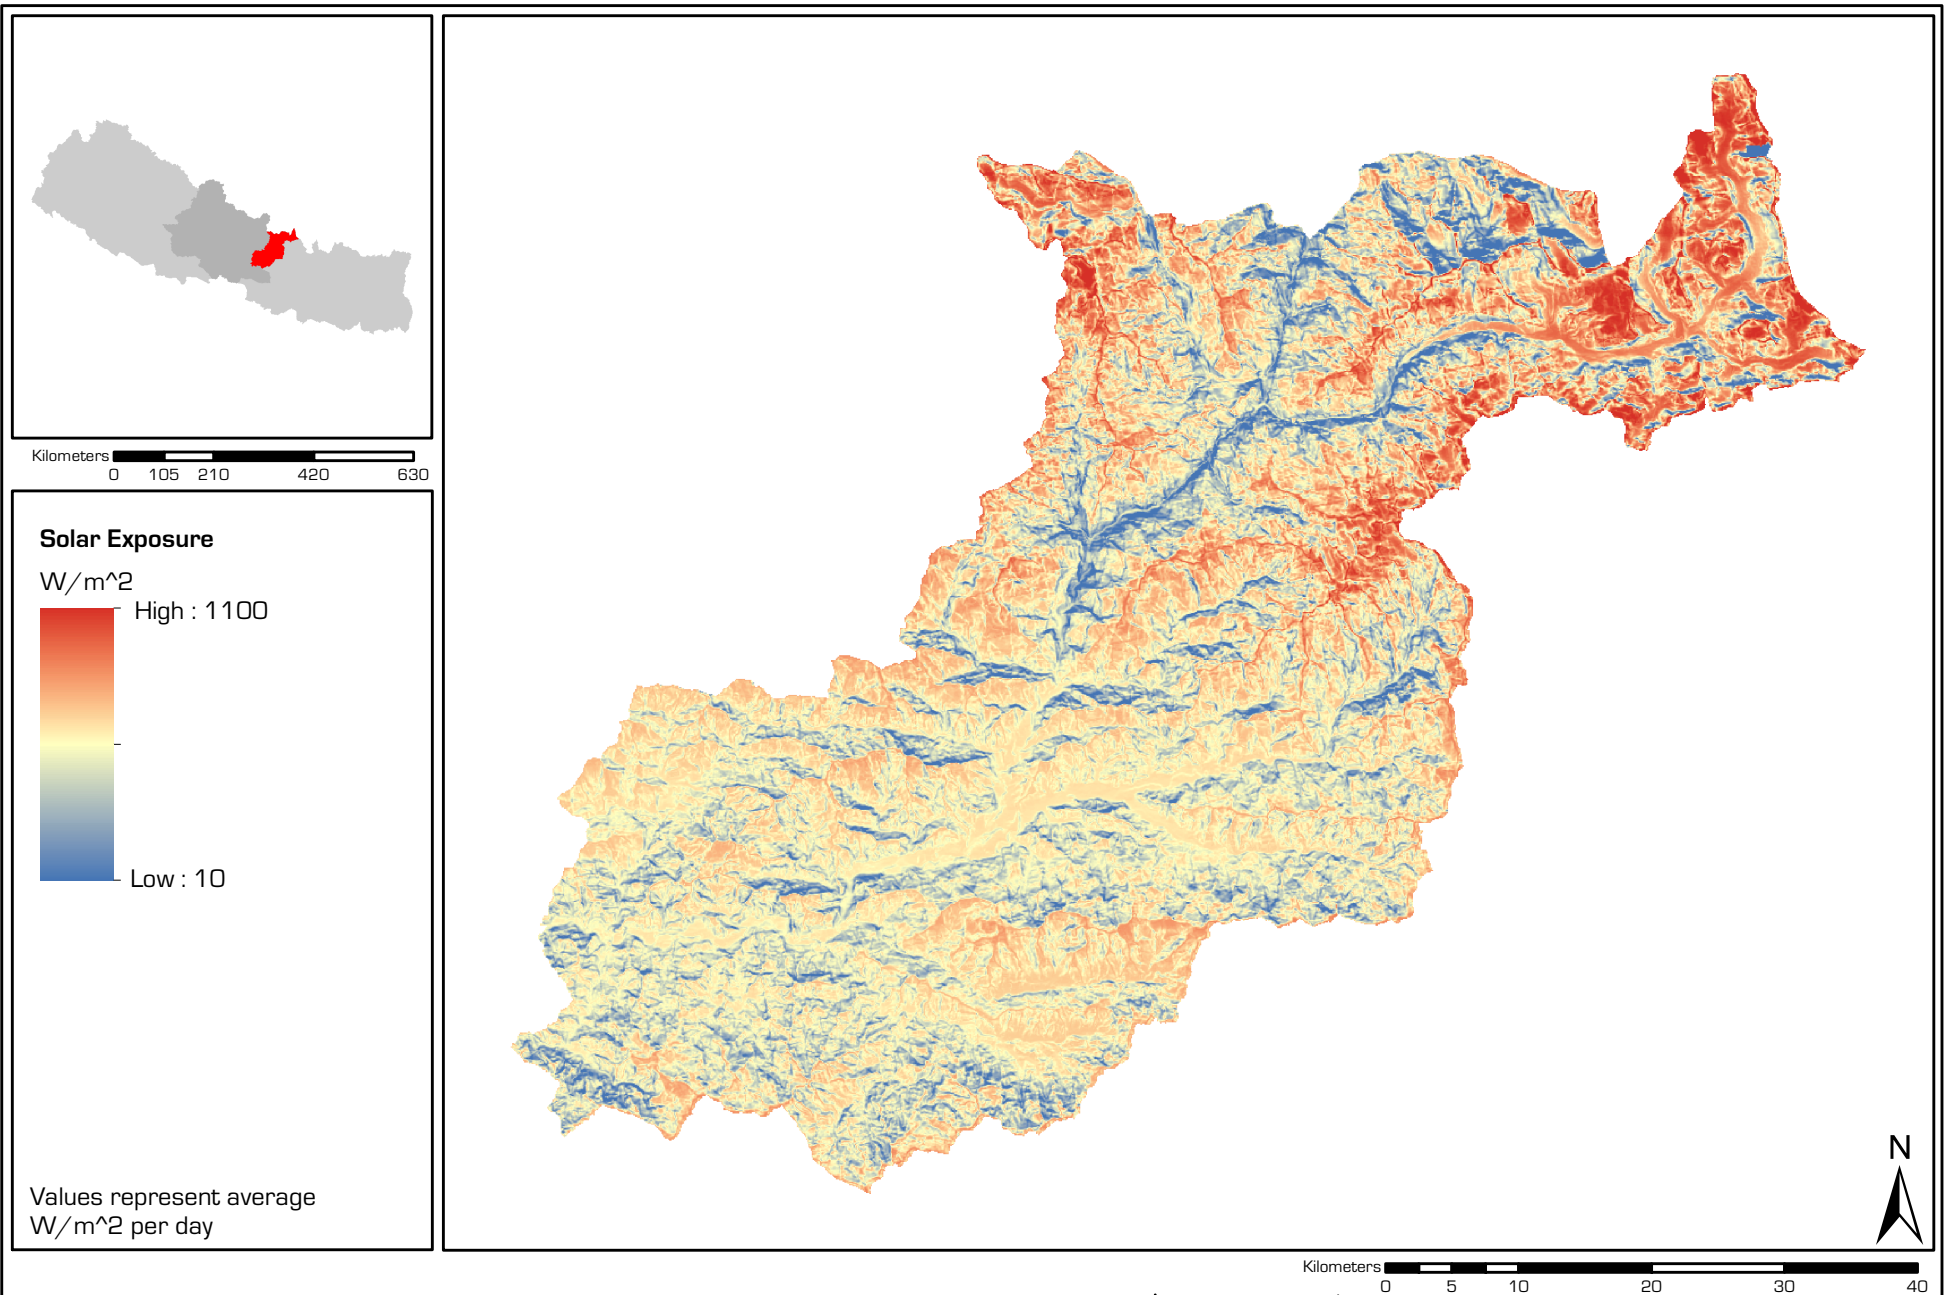 Kilometers
0 105 210 420 630
Solar Exposure
W/m^2
High : 1100
Low : 10
Values represent average
W/m^2 per day
N
Kilometers
0 5 10 20 30 40